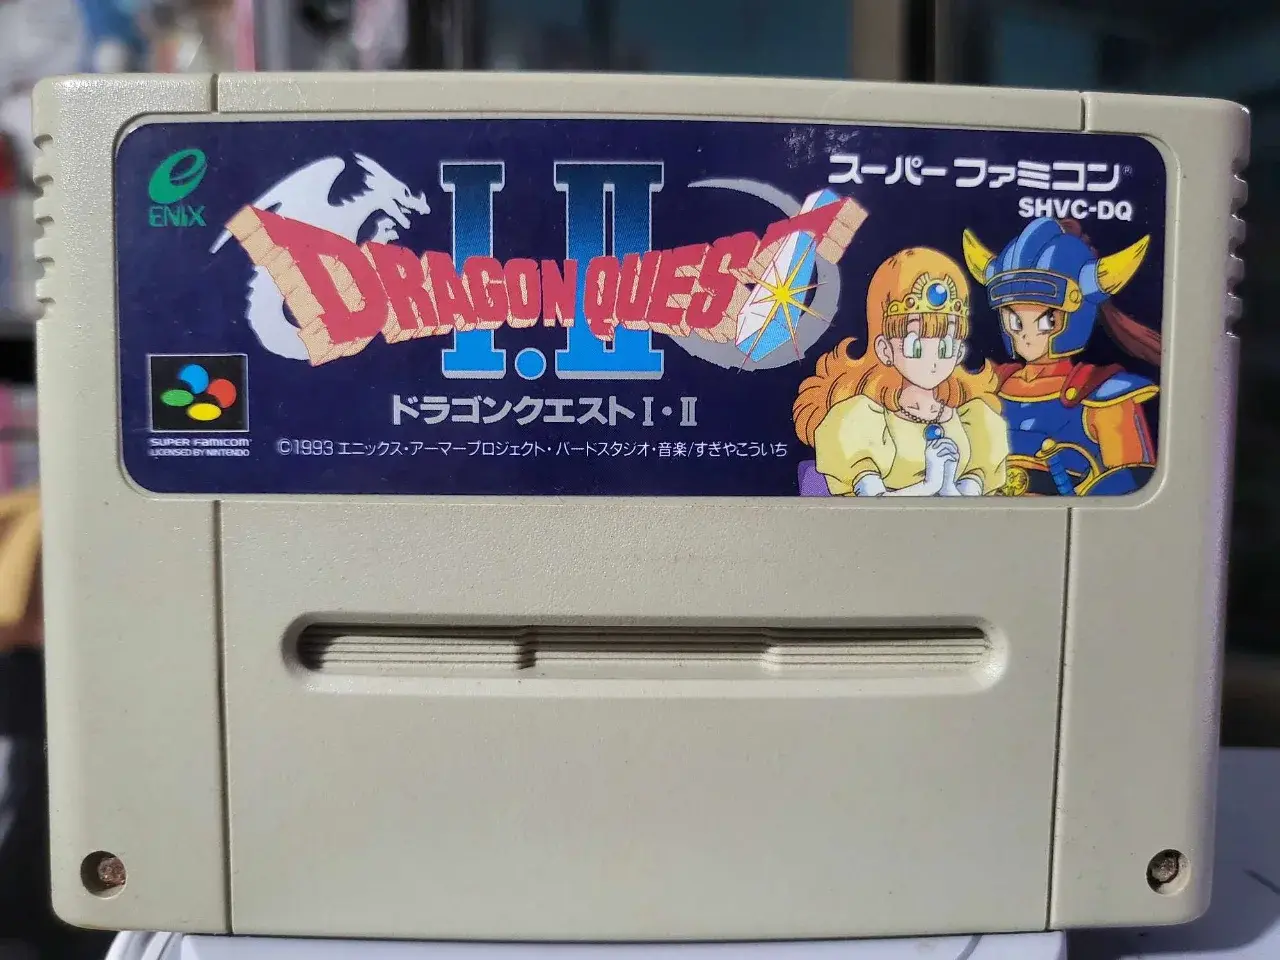 ENIX
I・II
DRAGON QUEST
スーパーファミコン®
SHVC-DQ
ドラゴンクエストI・II
SUPER FAMICOM
LICENSED BY NINTENDO
©1993 エニックス・アーマープロジェクト・バードスタジオ・音楽/すぎやこういち